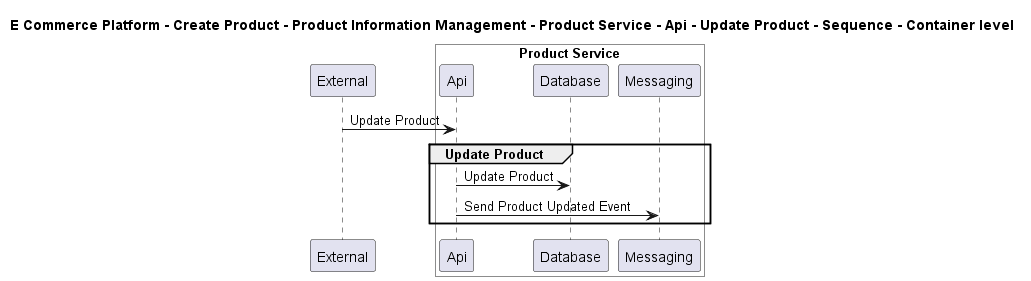 E Commerce Platform - Create Product - Product Information Management - Product Service - Api - Update Product - Sequence - Container level
Product Service
External Api Database Messaging
Update Product
Update Product
Update Product
Send Product Updated Event
External Api Database Messaging